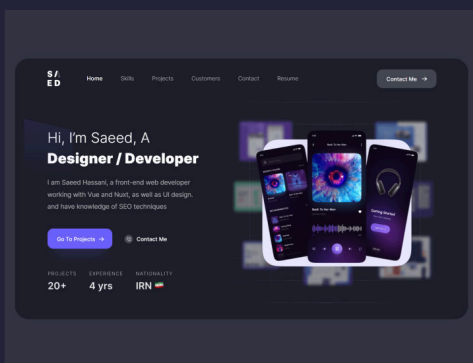 S /.
E D
Home Skills Projects Customers Contact Resume
Contact Me →
Hi, I'm Saeed, A
Designer / Developer
I am Saeed Hassani, a front-end web developer
working with Vue and Nuxt, as well as UI design.
and have knowledge of SEO techniques
Go To Projects →
Contact Me
PROJECTS EXPERIENCE NATIONALITY
20+ 4 yrs IRN
Getting Started